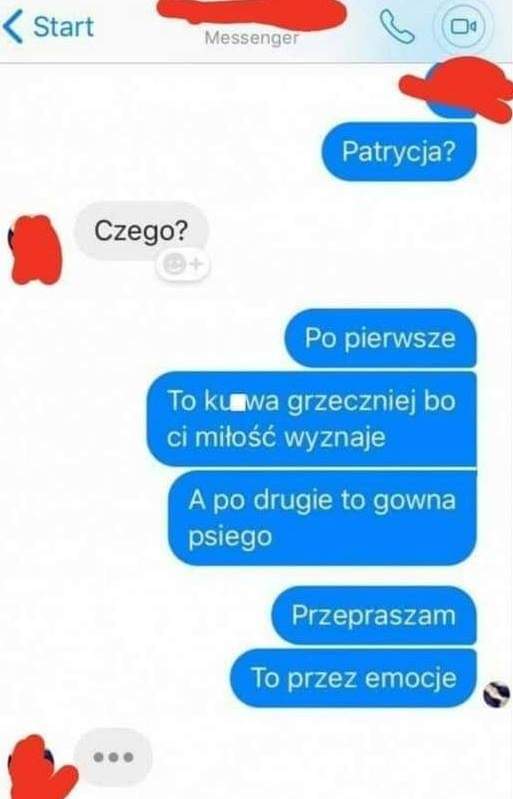 Start
Messenger
Patrycja?
Czego?
Po pierwsze
To ku wa grzeczniej bo
ci miłość wyznaje
A po drugie to gowna
psiego
Przepraszam
To przez emocje